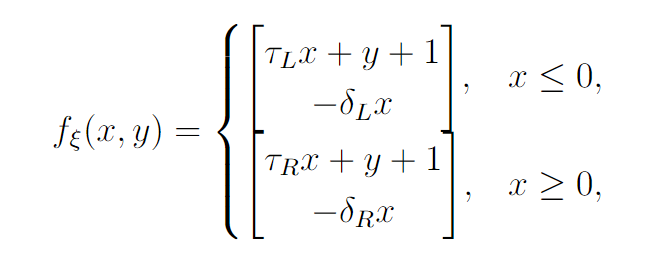 τ_L x + y + 1
−δ_L x , x ≤ 0,
f_ξ(x, y) =
τ_R x + y + 1
−δ_R x , x ≥ 0,